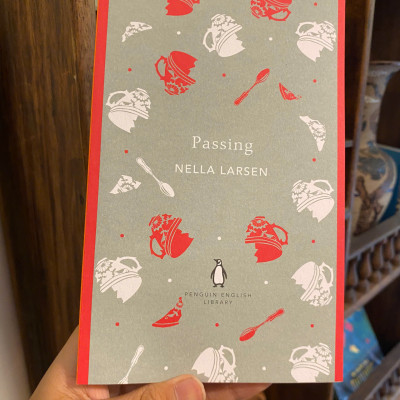 Passing
NELLA LARSEN
PENGUIN ENGLISH
LIBRARY